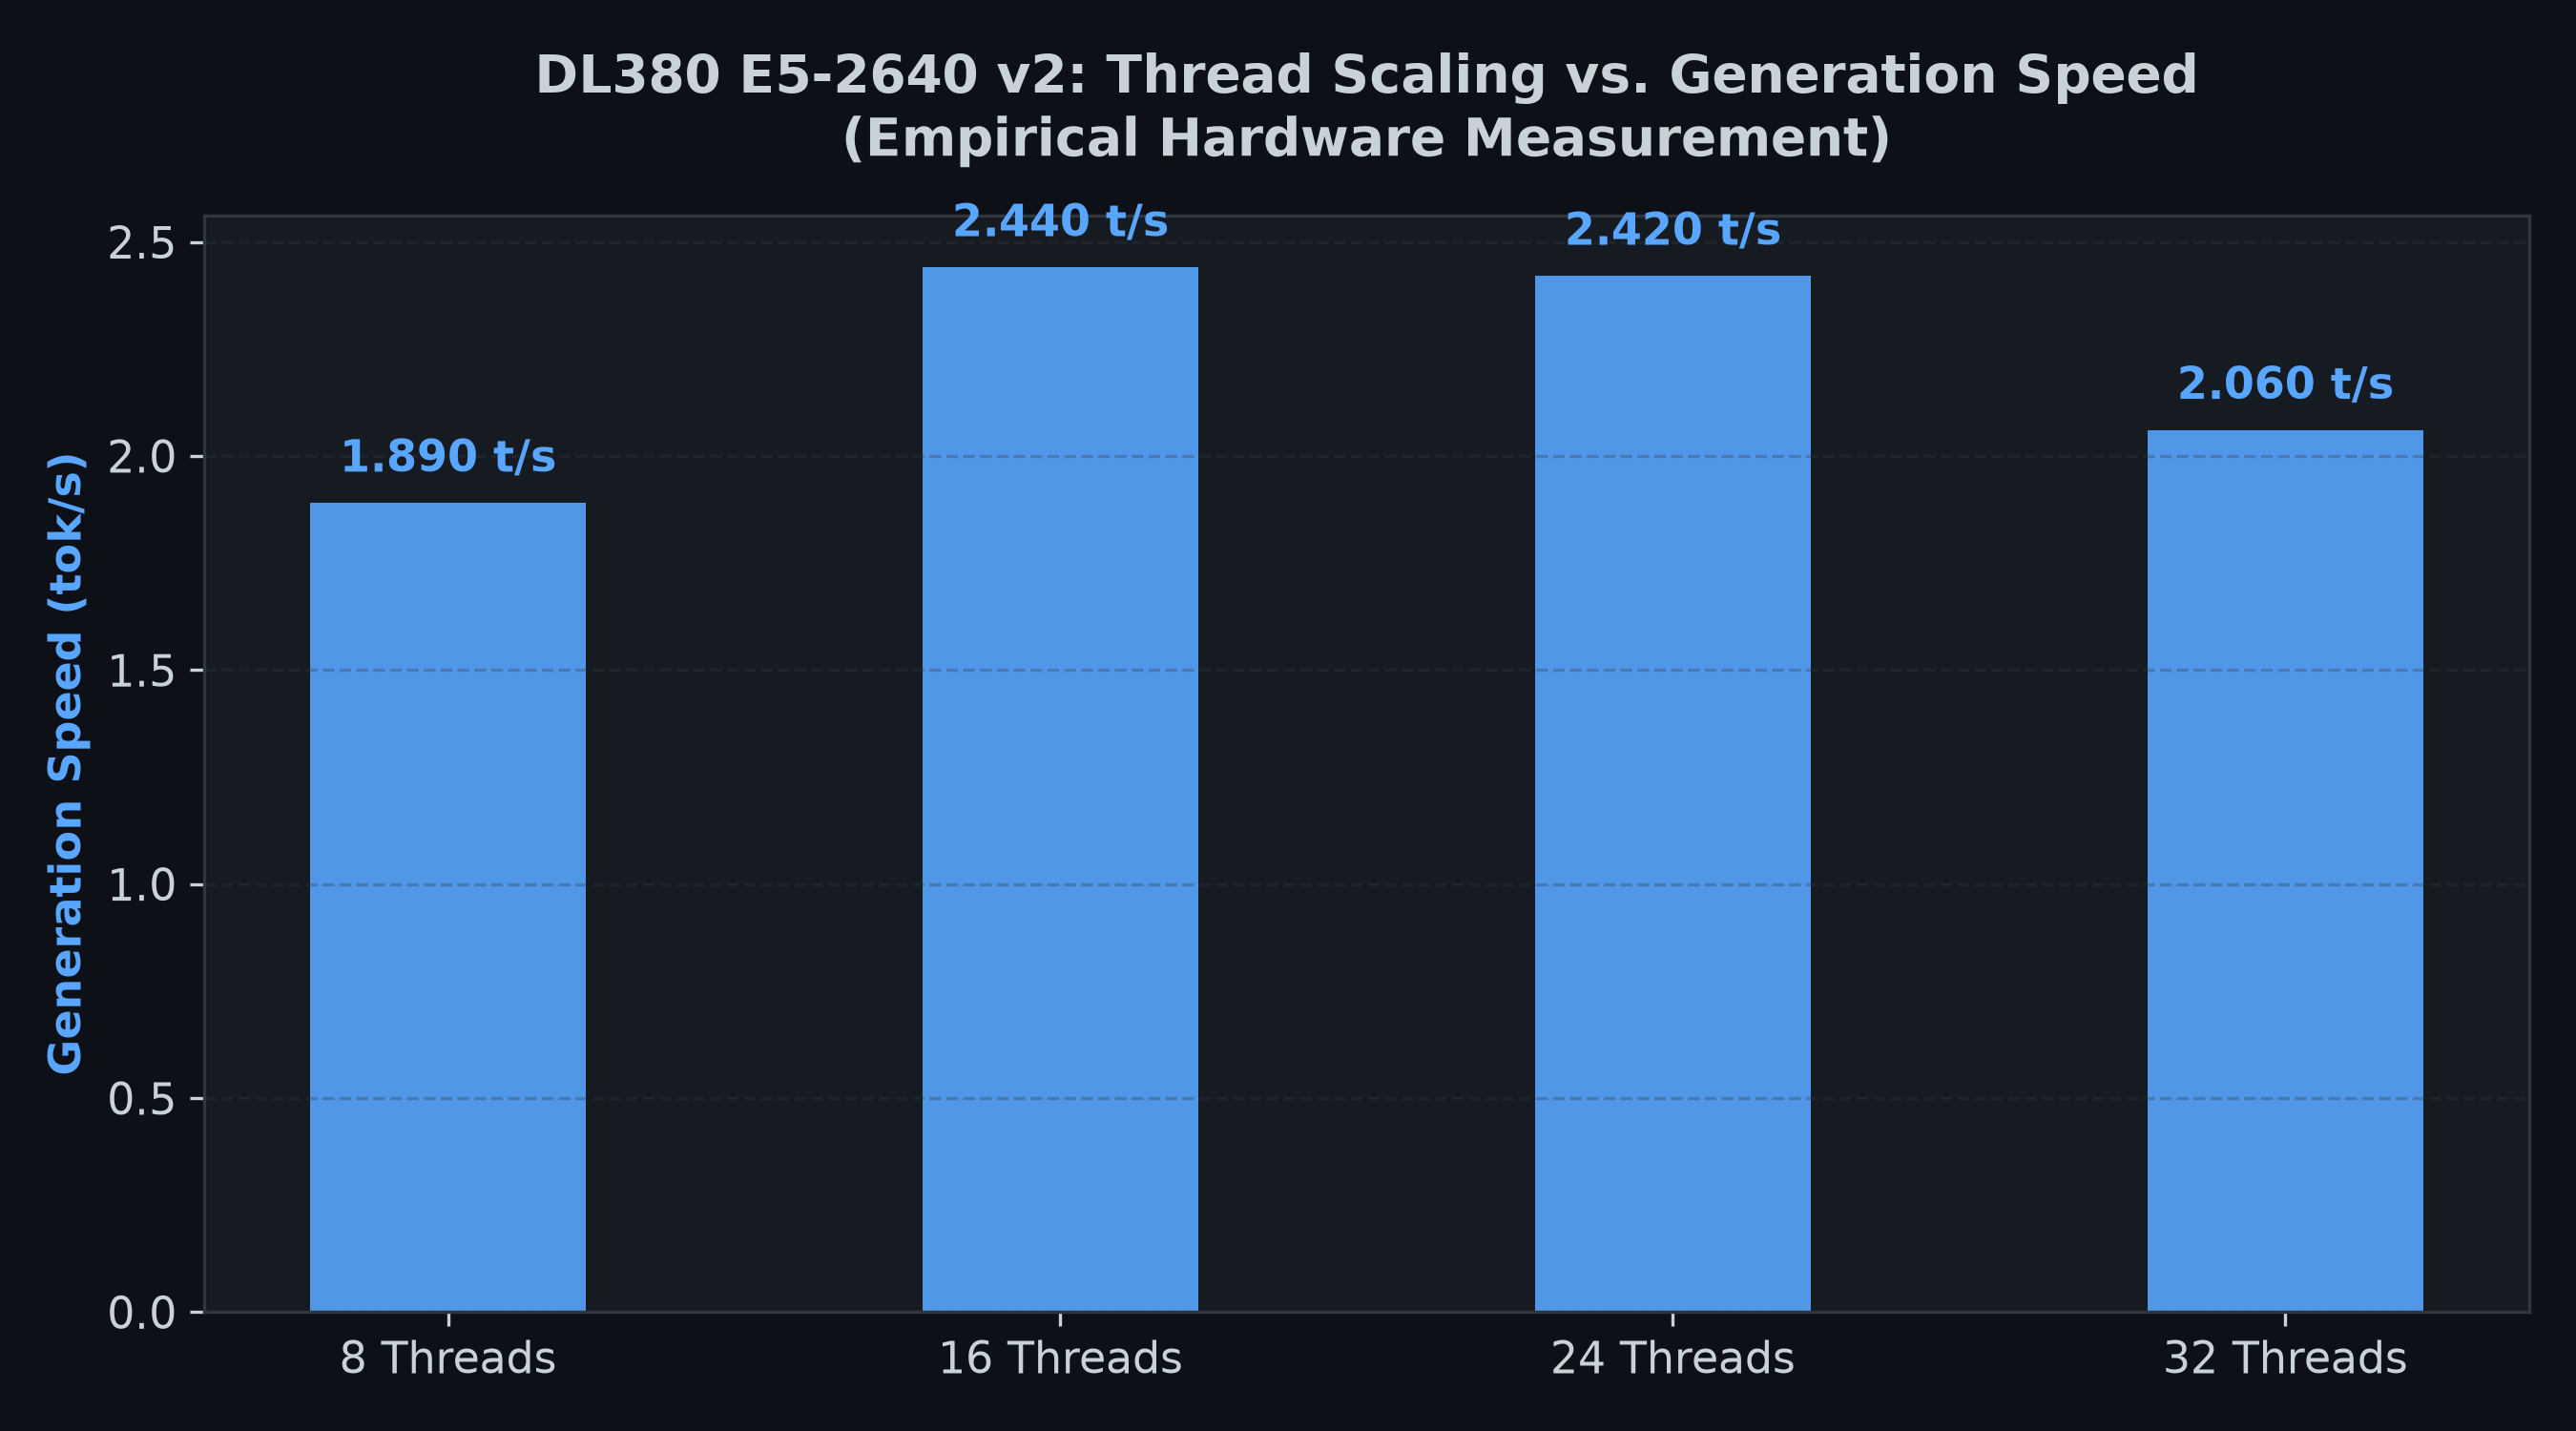 DL380 E5-2640 v2: Thread Scaling vs. Generation Speed
(Empirical Hardware Measurement)
Generation Speed (tok/s)
2.5
2.0
1.5
1.0
0.5
0.0
1.890 t/s
2.440 t/s
2.420 t/s
2.060 t/s
8 Threads
16 Threads
24 Threads
32 Threads